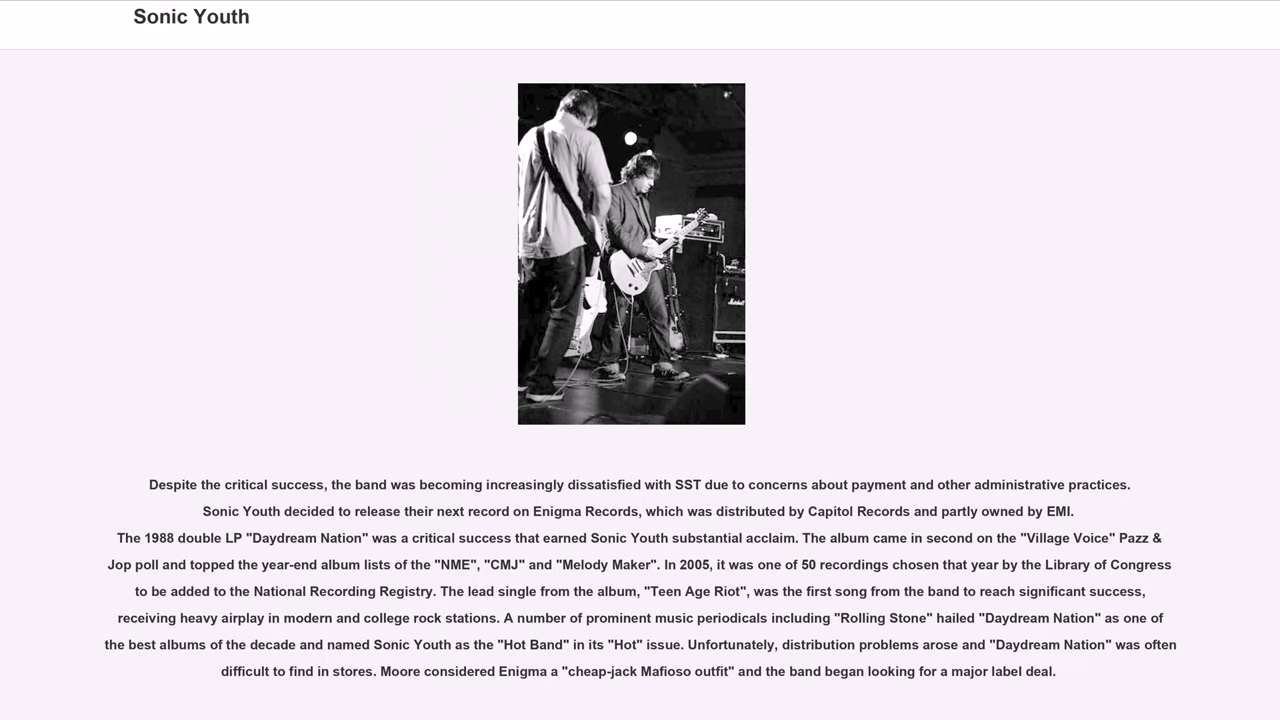 Sonic Youth
Despite the critical success, the band was becoming increasingly dissatisfied with SST due to concerns about payment and other administrative practices.
Sonic Youth decided to release their next record on Enigma Records, which was distributed by Capitol Records and partly owned by EMI.
The 1988 double LP "Daydream Nation" was a critical success that earned Sonic Youth substantial acclaim. The album came in second on the "Village Voice" Pazz &
Jop poll and topped the year-end album lists of the "NME", "CMJ" and "Melody Maker". In 2005, it was one of 50 recordings chosen that year by the Library of Congress
to be added to the National Recording Registry. The lead single from the album, "Teen Age Riot", was the first song from the band to reach significant success,
receiving heavy airplay in modern and college rock stations. A number of prominent music periodicals including "Rolling Stone" hailed "Daydream Nation" as one of
the best albums of the decade and named Sonic Youth as the "Hot Band" in its "Hot" issue. Unfortunately, distribution problems arose and "Daydream Nation" was often
difficult to find in stores. Moore considered Enigma a "cheap-jack Mafioso outfit" and the band began looking for a major label deal.